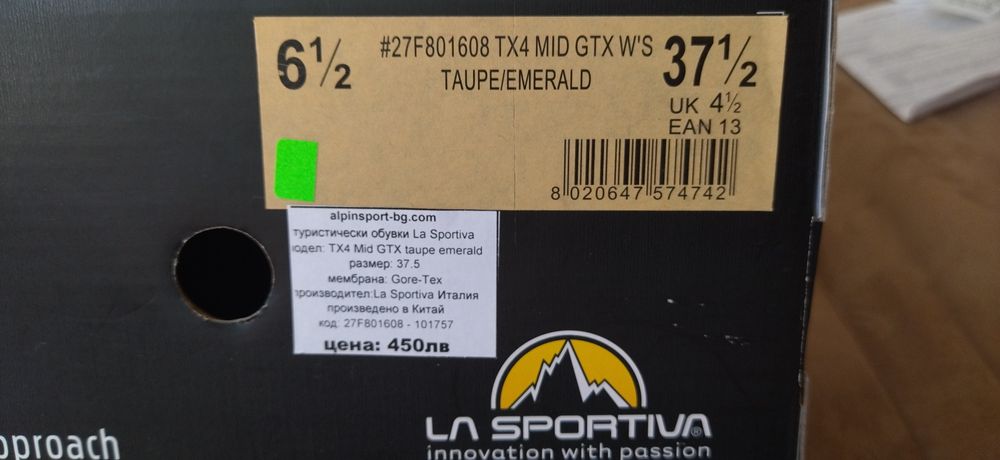 6½
#27F801608 TX4 MID GTX W'S
TAUPE/EMERALD
37½
UK 4½
EAN 13
8 020647 574742
alpinsport-bg.com
туристически обувки La Sportiva
одел: TX4 Mid GTX taupe emerald
размер: 37.5
мембрана: Gore-Tex
производител:La Sportiva Италия
произведено в Китай
код: 27F801608 - 101757
цена: 450лв
LA SPORTIVA®
innovation with passion
pproach